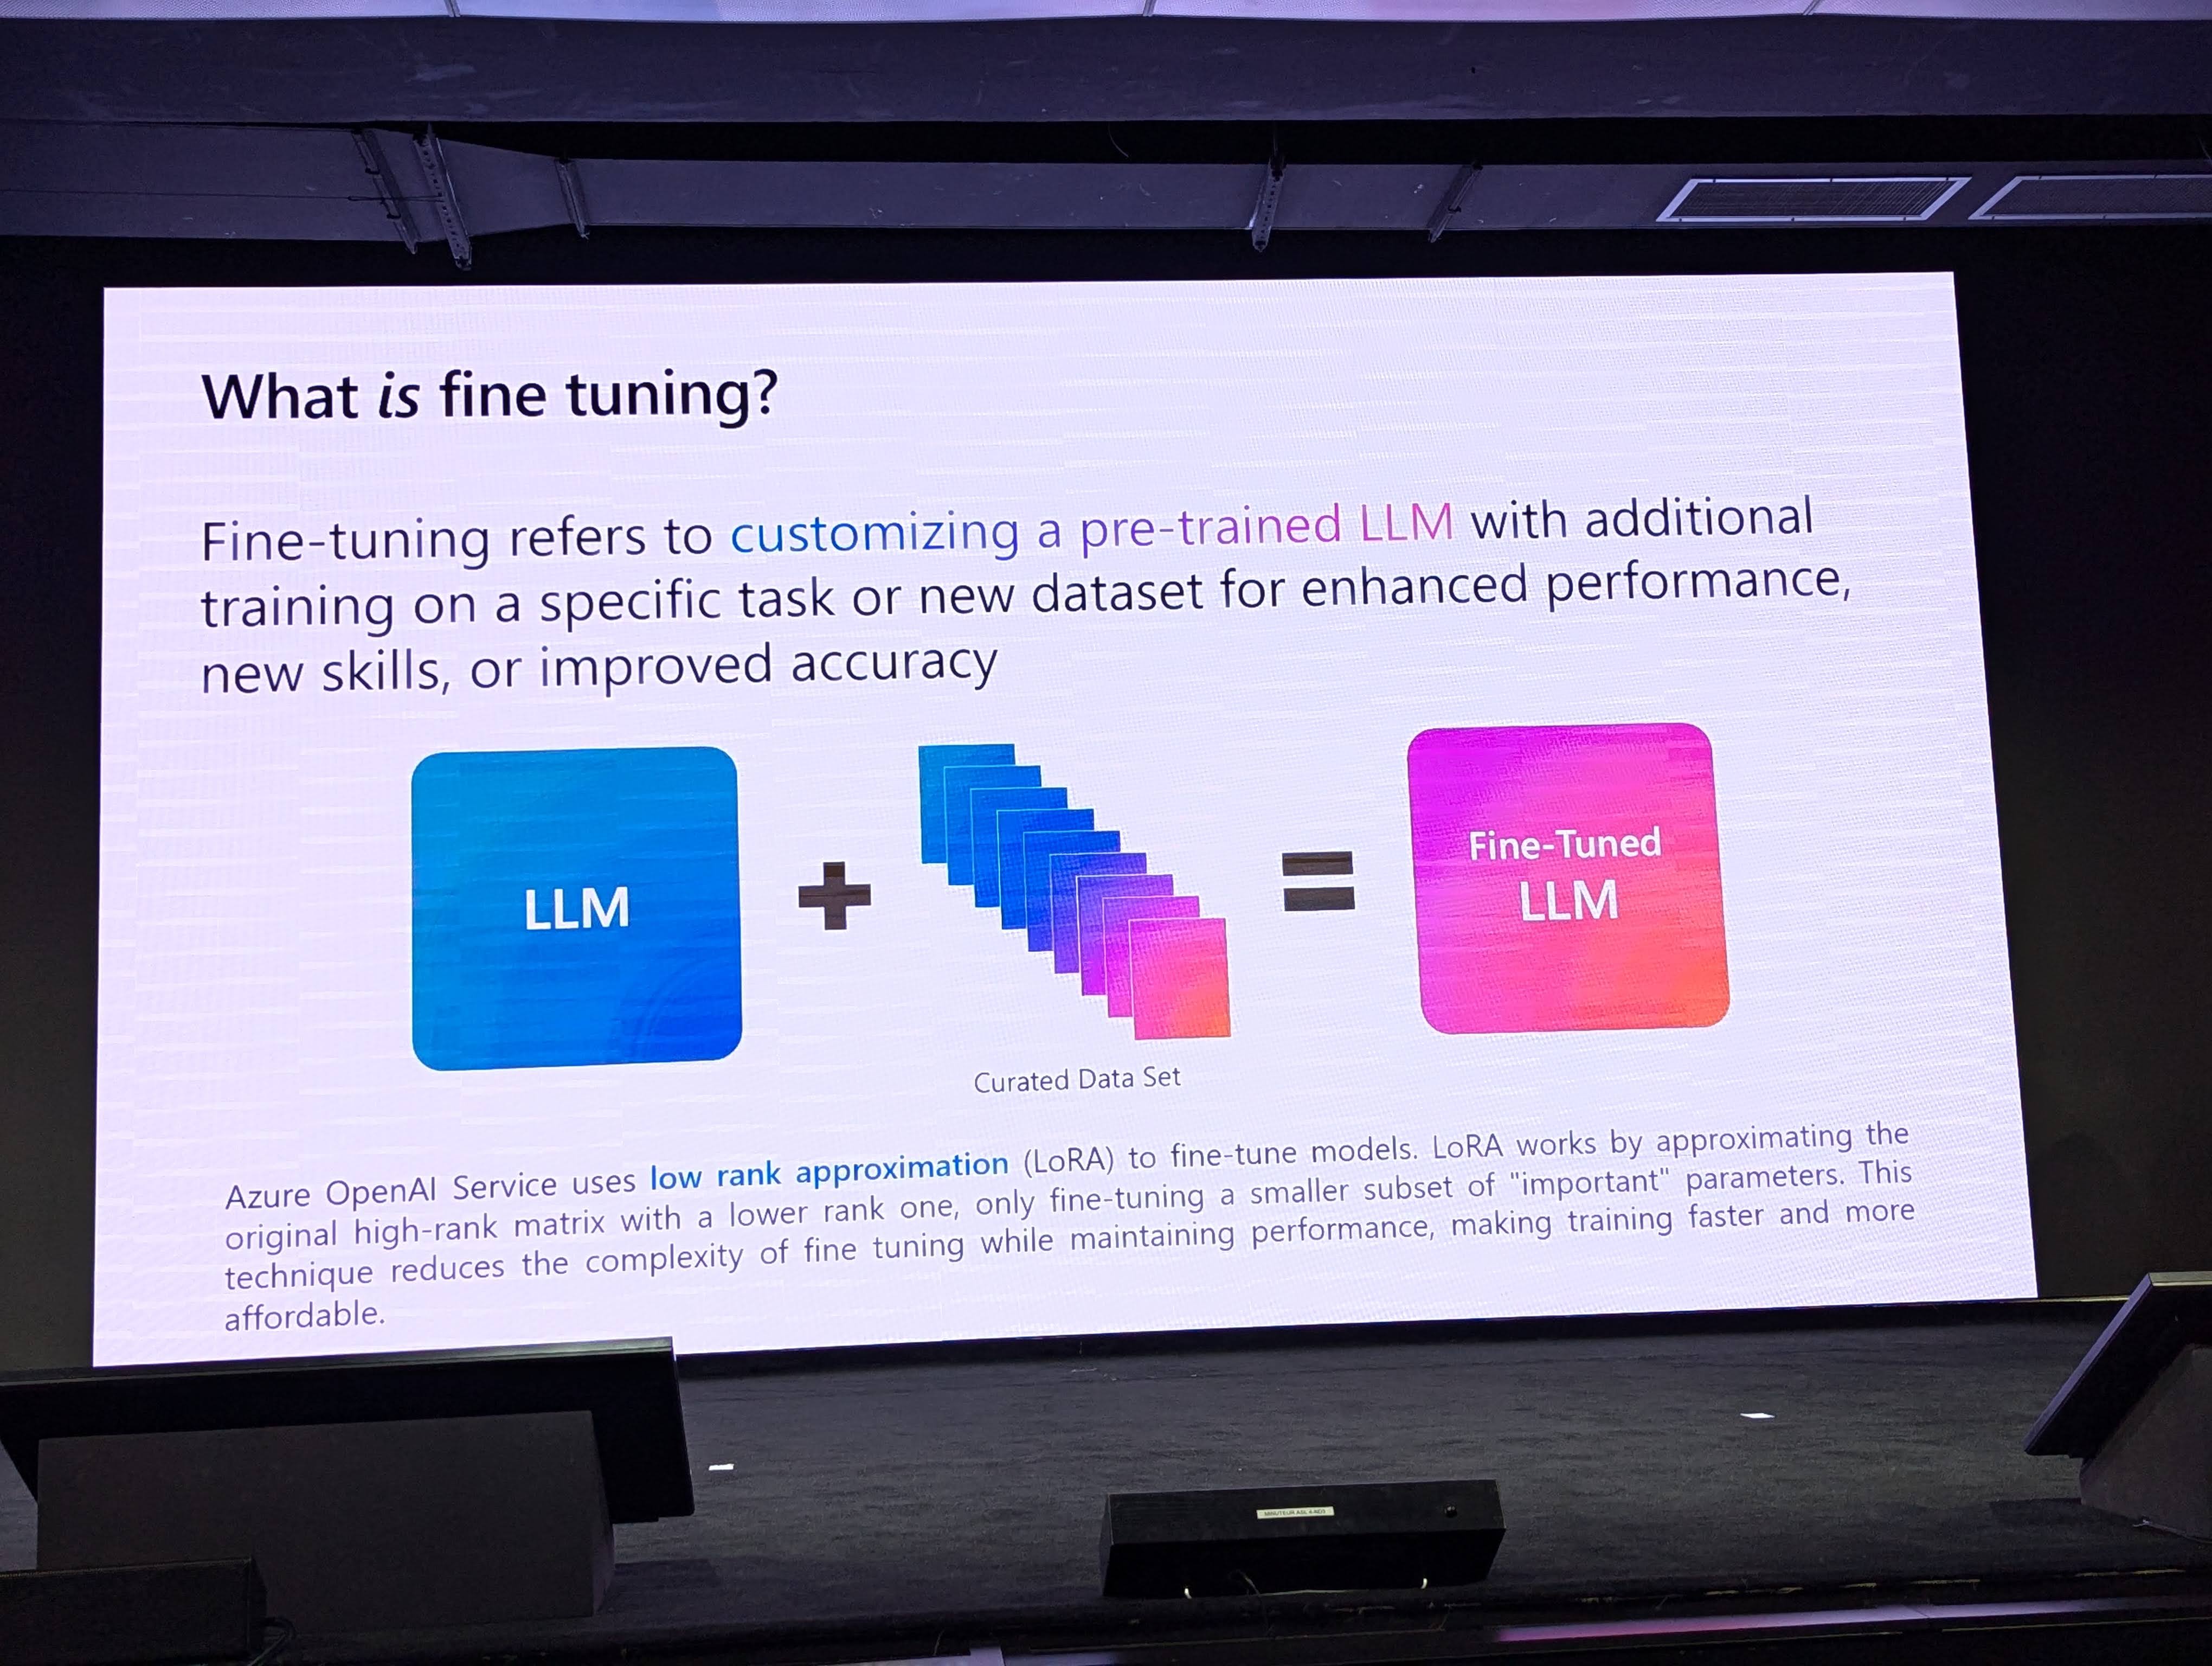 What is fine tuning?
Fine-tuning refers to customizing a pre-trained LLM with additional
training on a specific task or new dataset for enhanced performance,
new skills, or improved accuracy
LLM
+
=
Fine-Tuned
LLM
Curated Data Set
Azure OpenAI Service uses low rank approximation (LoRA) to fine-tune models. LoRA works by approximating the
original high-rank matrix with a lower rank one, only fine-tuning a smaller subset of "important" parameters. This
technique reduces the complexity of fine tuning while maintaining performance, making training faster and more
affordable.